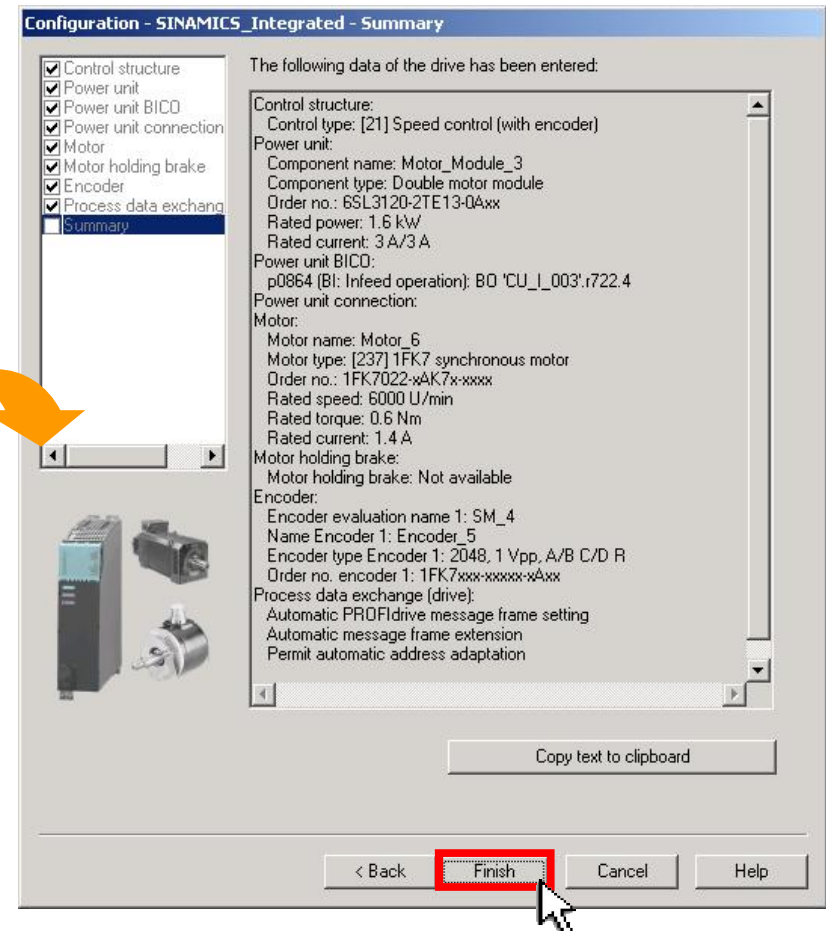 Configuration - SINAMICS_Integrated - Summary
Control structure
Power unit
Power unit BICO
Power unit connection
Motor
Motor holding brake
Encoder
Process data exchang
Summary
The following data of the drive has been entered:
Control structure:
Control type: [21] Speed control (with encoder)
Power unit:
Component name: Motor_Module_3
Component type: Double motor module
Order no.: 6SL3120-2TE13-0Axx
Rated power: 1.6 kW
Rated current: 3 A/3 A
Power unit BICO:
p0864 (BI: Infeed operation): BO 'CU_I_003'.r722.4
Power unit connection:
Motor:
Motor name: Motor_6
Motor type: [237] 1FK7 synchronous motor
Order no.: 1FK7022-xAK7x-xxxx
Rated speed: 6000 U/min
Rated torque: 0.6 Nm
Rated current: 1.4 A
Motor holding brake:
Motor holding brake: Not available
Encoder:
Encoder evaluation name 1: SM_4
Name Encoder 1: Encoder_5
Encoder type Encoder 1: 2048, 1 Vpp, A/B C/D R
Order no. encoder 1: 1FK7xxx-xxxxx-xAxx
Process data exchange (drive):
Automatic PROFIdrive message frame setting
Automatic message frame extension
Permit automatic address adaptation
Copy text to clipboard
< Back Finish Cancel Help